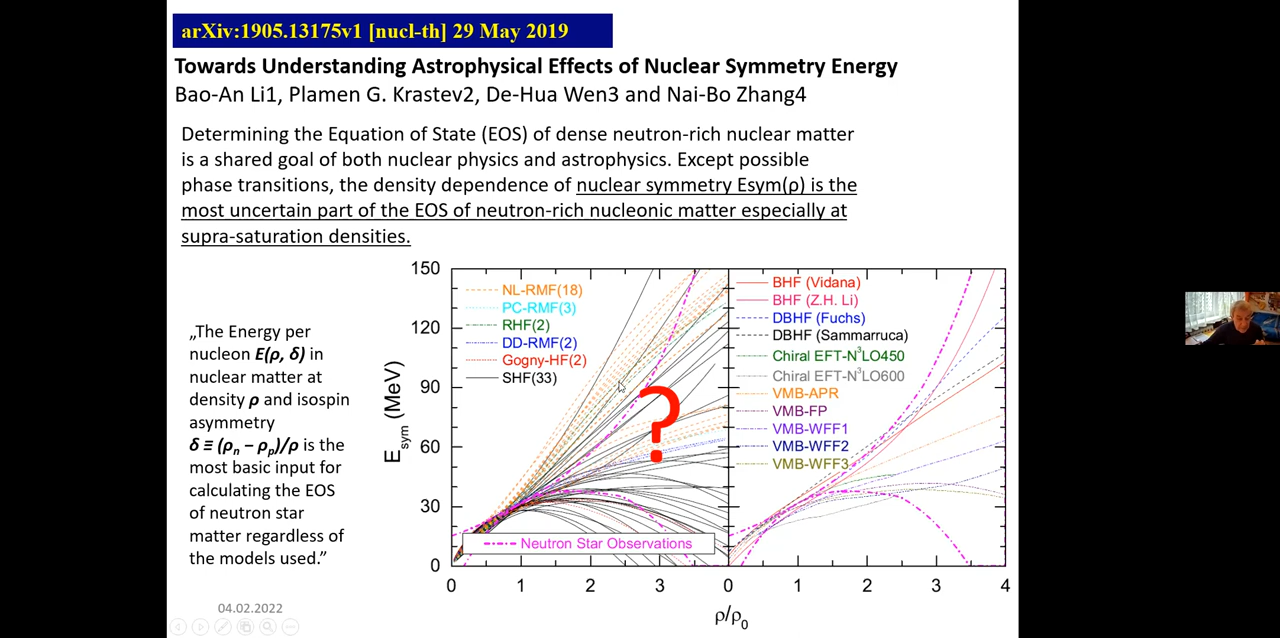 arXiv:1905.13175v1 [nucl-th] 29 May 2019
Towards Understanding Astrophysical Effects of Nuclear Symmetry Energy
Bao-An Li1, Plamen G. Krastev2, De-Hua Wen3 and Nai-Bo Zhang4
Determining the Equation of State (EOS) of dense neutron-rich nuclear matter
is a shared goal of both nuclear physics and astrophysics. Except possible
phase transitions, the density dependence of nuclear symmetry Esym(ρ) is the
most uncertain part of the EOS of neutron-rich nucleonic matter especially at
supra-saturation densities.
„The Energy per
nucleon E(ρ, δ) in
nuclear matter at
density ρ and isospin
asymmetry
δ ≡ (ρn − ρp)/ρ is the
most basic input for
calculating the EOS
of neutron star
matter regardless of
the models used.”
04.02.2022
Esym (MeV)
150
120
90
60
30
0
NL-RMF(18)
PC-RMF(3)
RHF(2)
DD-RMF(2)
Gogny-HF(2)
SHF(33)
?
Neutron Star Observations
BHF (Vidana)
BHF (Z.H. Li)
DBHF (Fuchs)
DBHF (Sammarruca)
Chiral EFT-N³LO450
Chiral EFT-N³LO600
VMB-APR
VMB-FP
VMB-WFF1
VMB-WFF2
VMB-WFF3
0 1 2 3 0 1 2 3 4
ρ/ρ0